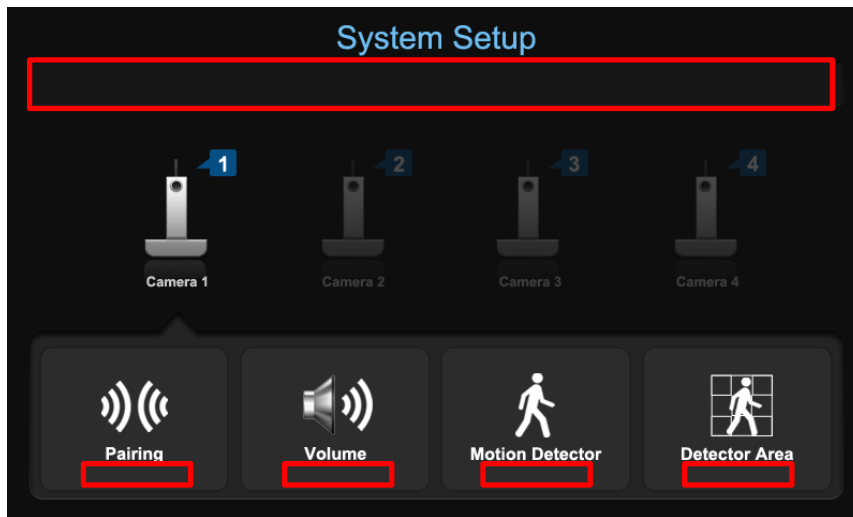 System Setup
1 2 3 4
Camera 1 Camera 2 Camera 3 Camera 4
Pairing Volume Motion Detector Detector Area